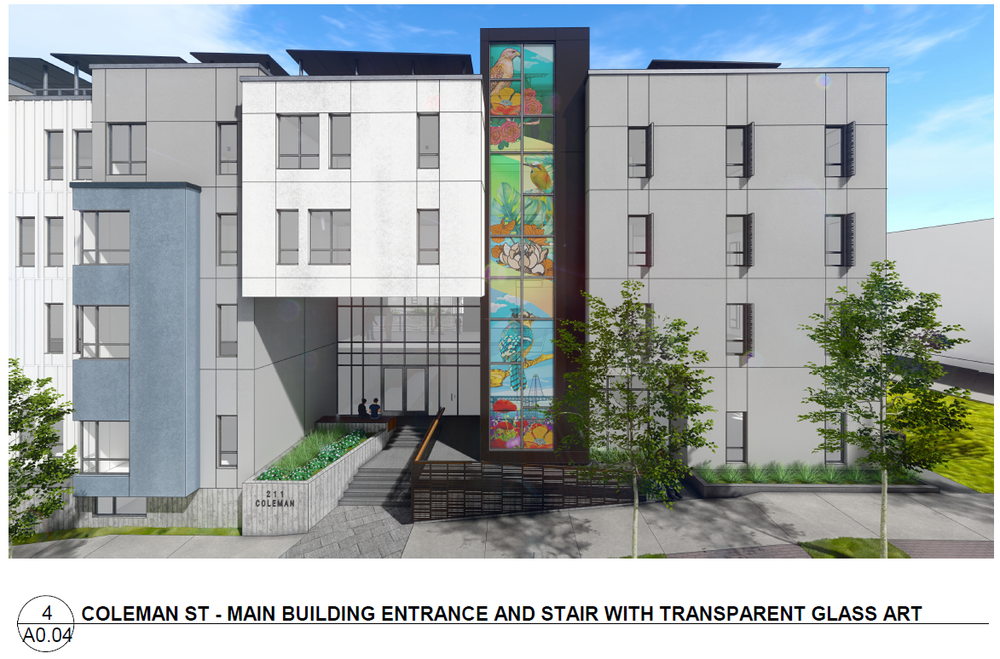 211
COLEMAN
4
A0.04
COLEMAN ST - MAIN BUILDING ENTRANCE AND STAIR WITH TRANSPARENT GLASS ART